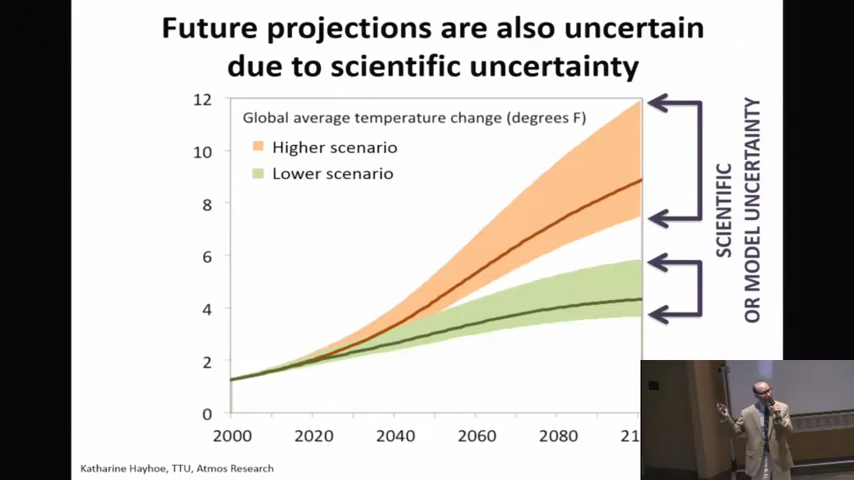 Future projections are also uncertain
due to scientific uncertainty
12
Global average temperature change (degrees F)
Higher scenario
10
Lower scenario
8
6
4
2
0
2000 2020 2040 2060 2080 21
SCIENTIFIC
OR MODEL UNCERTAINTY
Katharine Hayhoe, TTU, Atmos Research